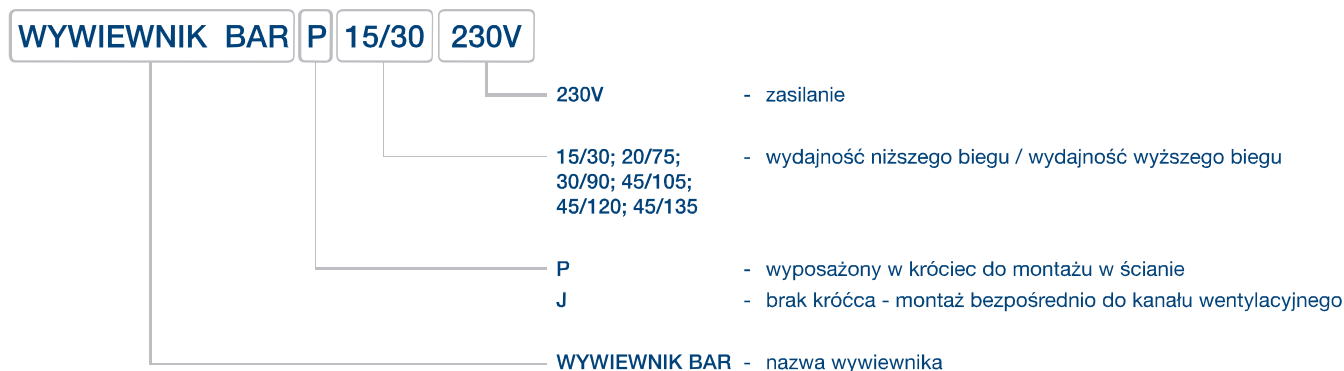 WYWIEWNIK BAR P 15/30 230V
230V - zasilanie
15/30; 20/75; - wydajność niższego biegu / wydajność wyższego biegu
30/90; 45/105;
45/120; 45/135
P - wyposażony w króciec do montażu w ścianie
J - brak króćca - montaż bezpośrednio do kanału wentylacyjnego
WYWIEWNIK BAR - nazwa wywiewnika